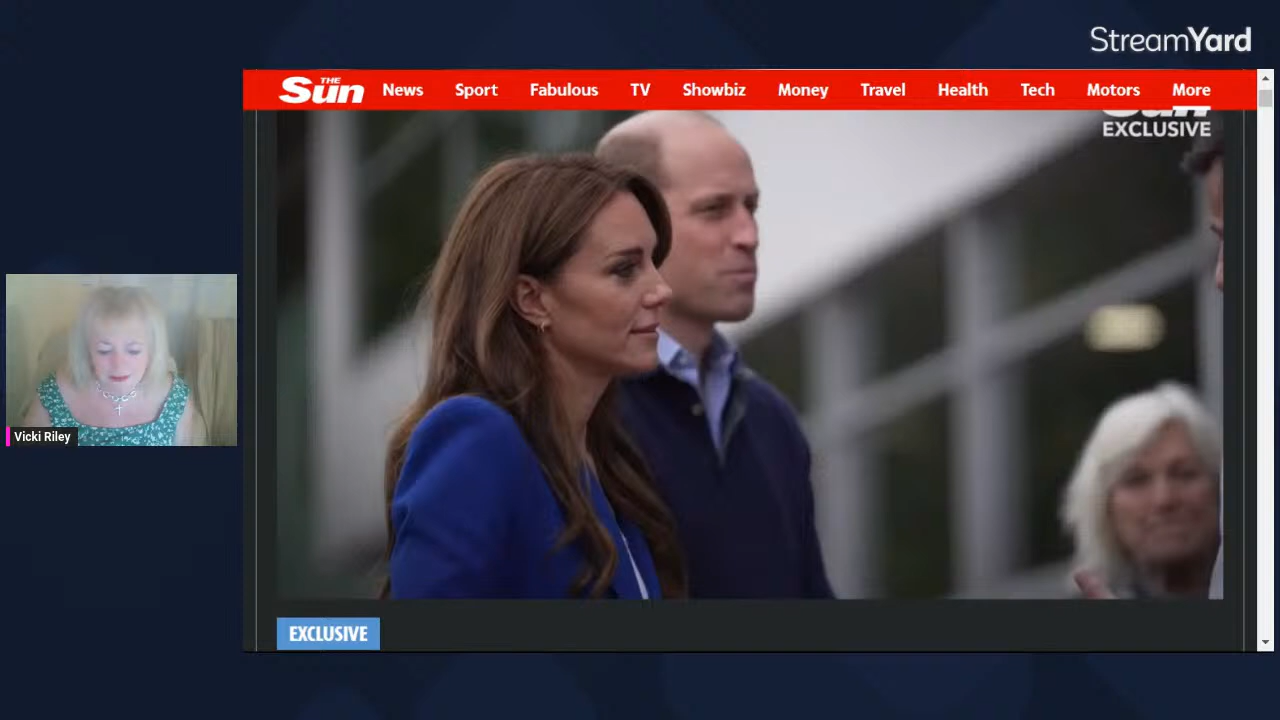 StreamYard
THE Sun News Sport Fabulous TV Showbiz Money Travel Health Tech Motors More
EXCLUSIVE
Vicki Riley
EXCLUSIVE